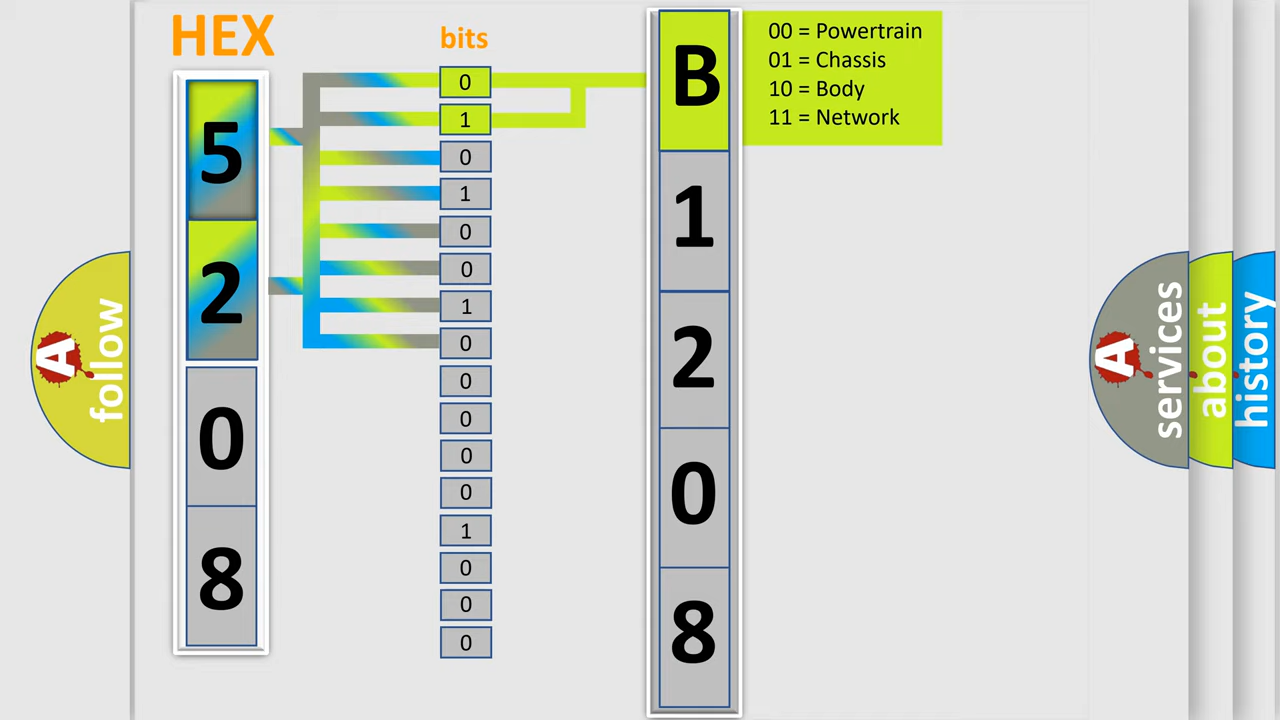 HEX
bits
5
2
0
8
0
1
0
1
0
0
1
0
0
0
0
0
1
0
0
0
B
1
2
0
8
00 = Powertrain
01 = Chassis
10 = Body
11 = Network
A follow
A services
about
history